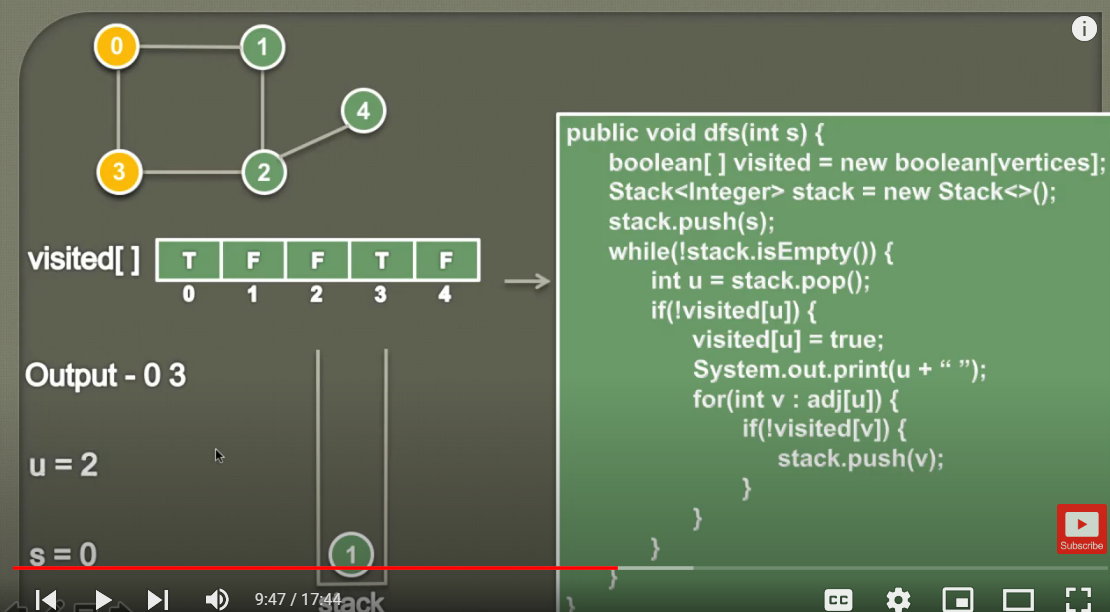 0
1
4
3
2
visited[ ]
T F F T F
0 1 2 3 4
Output - 0 3
u = 2
s = 0
1
stack
public void dfs(int s) {
boolean[ ] visited = new boolean[vertices];
Stack<Integer> stack = new Stack<>();
stack.push(s);
while(!stack.isEmpty()) {
int u = stack.pop();
if(!visited[u]) {
visited[u] = true;
System.out.print(u + “ ”);
for(int v : adj[u]) {
if(!visited[v]) {
stack.push(v);
}
}
}
}
}
i
Subscribe
9:47 / 17:44
CC